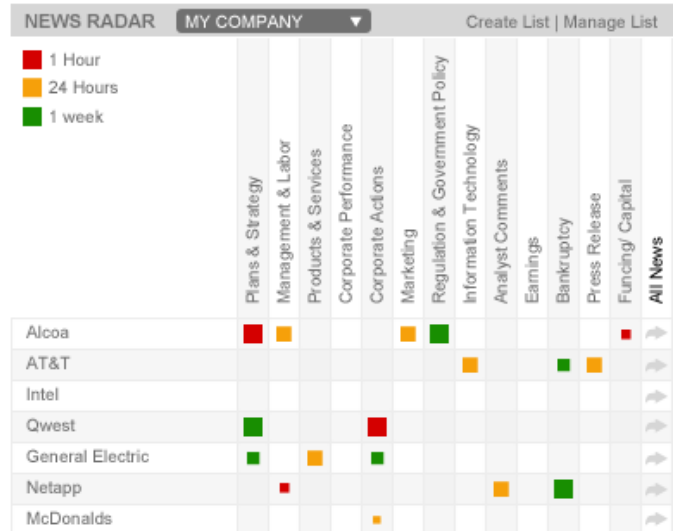 NEWS RADAR
MY COMPANY
Create List | Manage List
1 Hour
24 Hours
1 week
Plans & Strategy
Management & Labor
Products & Services
Corporate Performance
Corporate Actions
Marketing
Regulation & Government Policy
Information Technology
Analyst Comments
Earnings
Bankruptcy
Press Release
Funcing/ Capital
All News
Alcoa
AT&T
Intel
Qwest
General Electric
Netapp
McDonalds